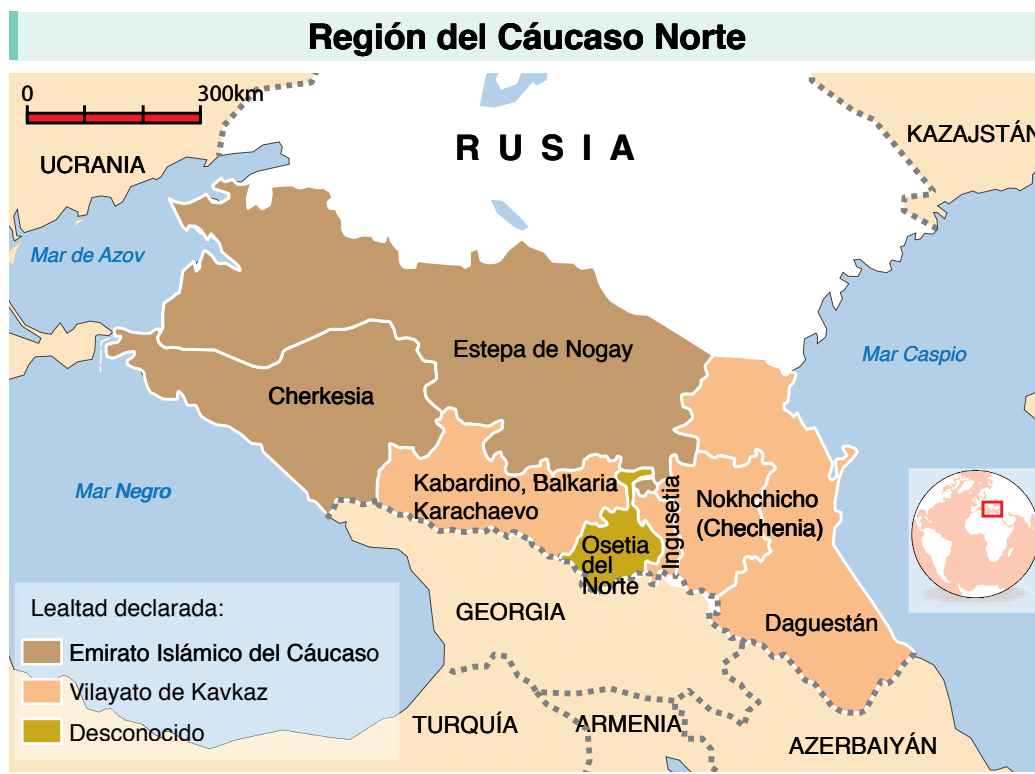 Región del Cáucaso Norte
0 300km
RUSIA
KAZAJSTÁN
UCRANIA
Mar de Azov
Estepa de Nogay
Mar Caspio
Cherkesia
Kabardino, Balkaria
Karachaevo
Mar Negro
Ingusetia
Nokhchicho
(Chechenia)
Osetia
del
Norte
Lealtad declarada:
GEORGIA
Daguestán
Emirato Islámico del Cáucaso
Vilayato de Kavkaz
Desconocido
TURQUÍA
ARMENIA
AZERBAIYÁN